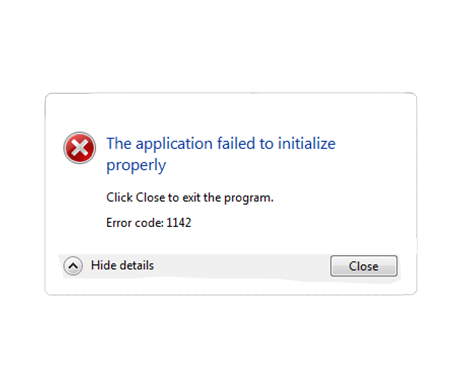 The application failed to initialize
properly
Click Close to exit the program.
Error code: 1142
Hide details
Close